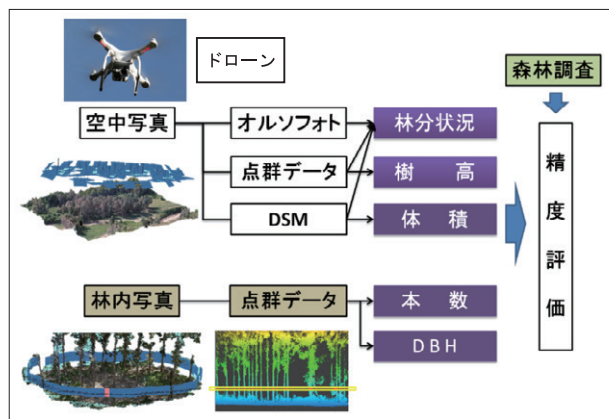 ドローン
森林調査
空中写真
オルソフォト
林分状況
点群データ
樹 高
DSM
体 積
精度評価
林内写真
点群データ
本 数
DBH